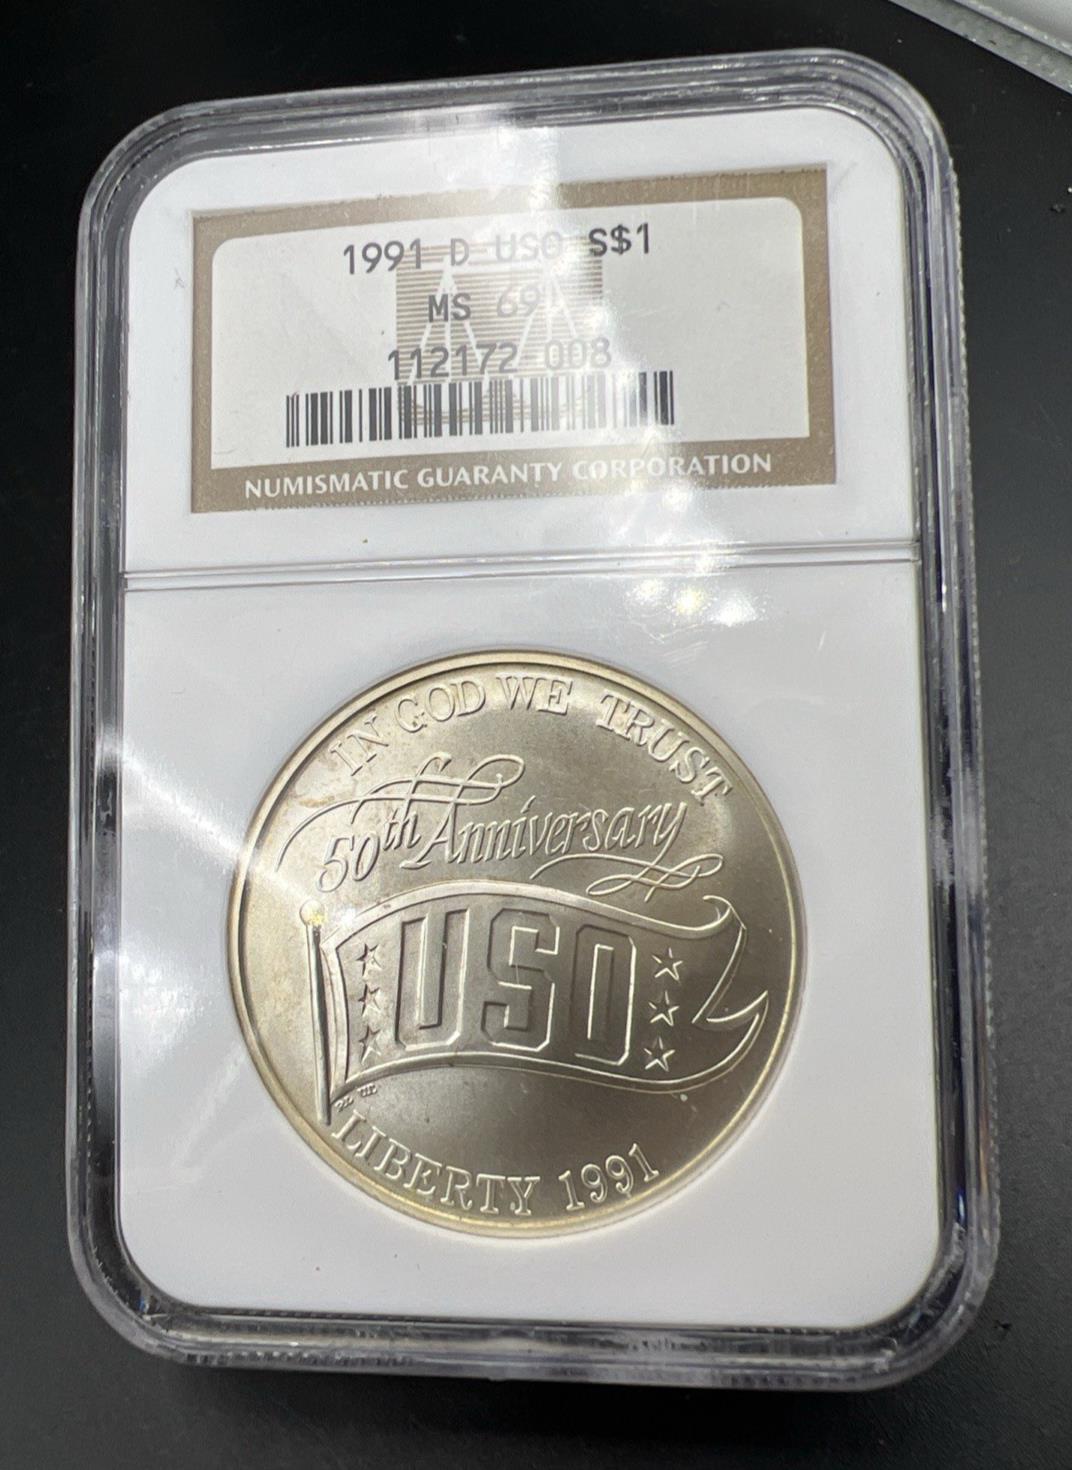 1991 D USO S$1
MS 69
112172 008
NUMISMATIC GUARANTY CORPORATION
IN GOD WE TRUST
50th Anniversary
USO
LIBERTY 1991